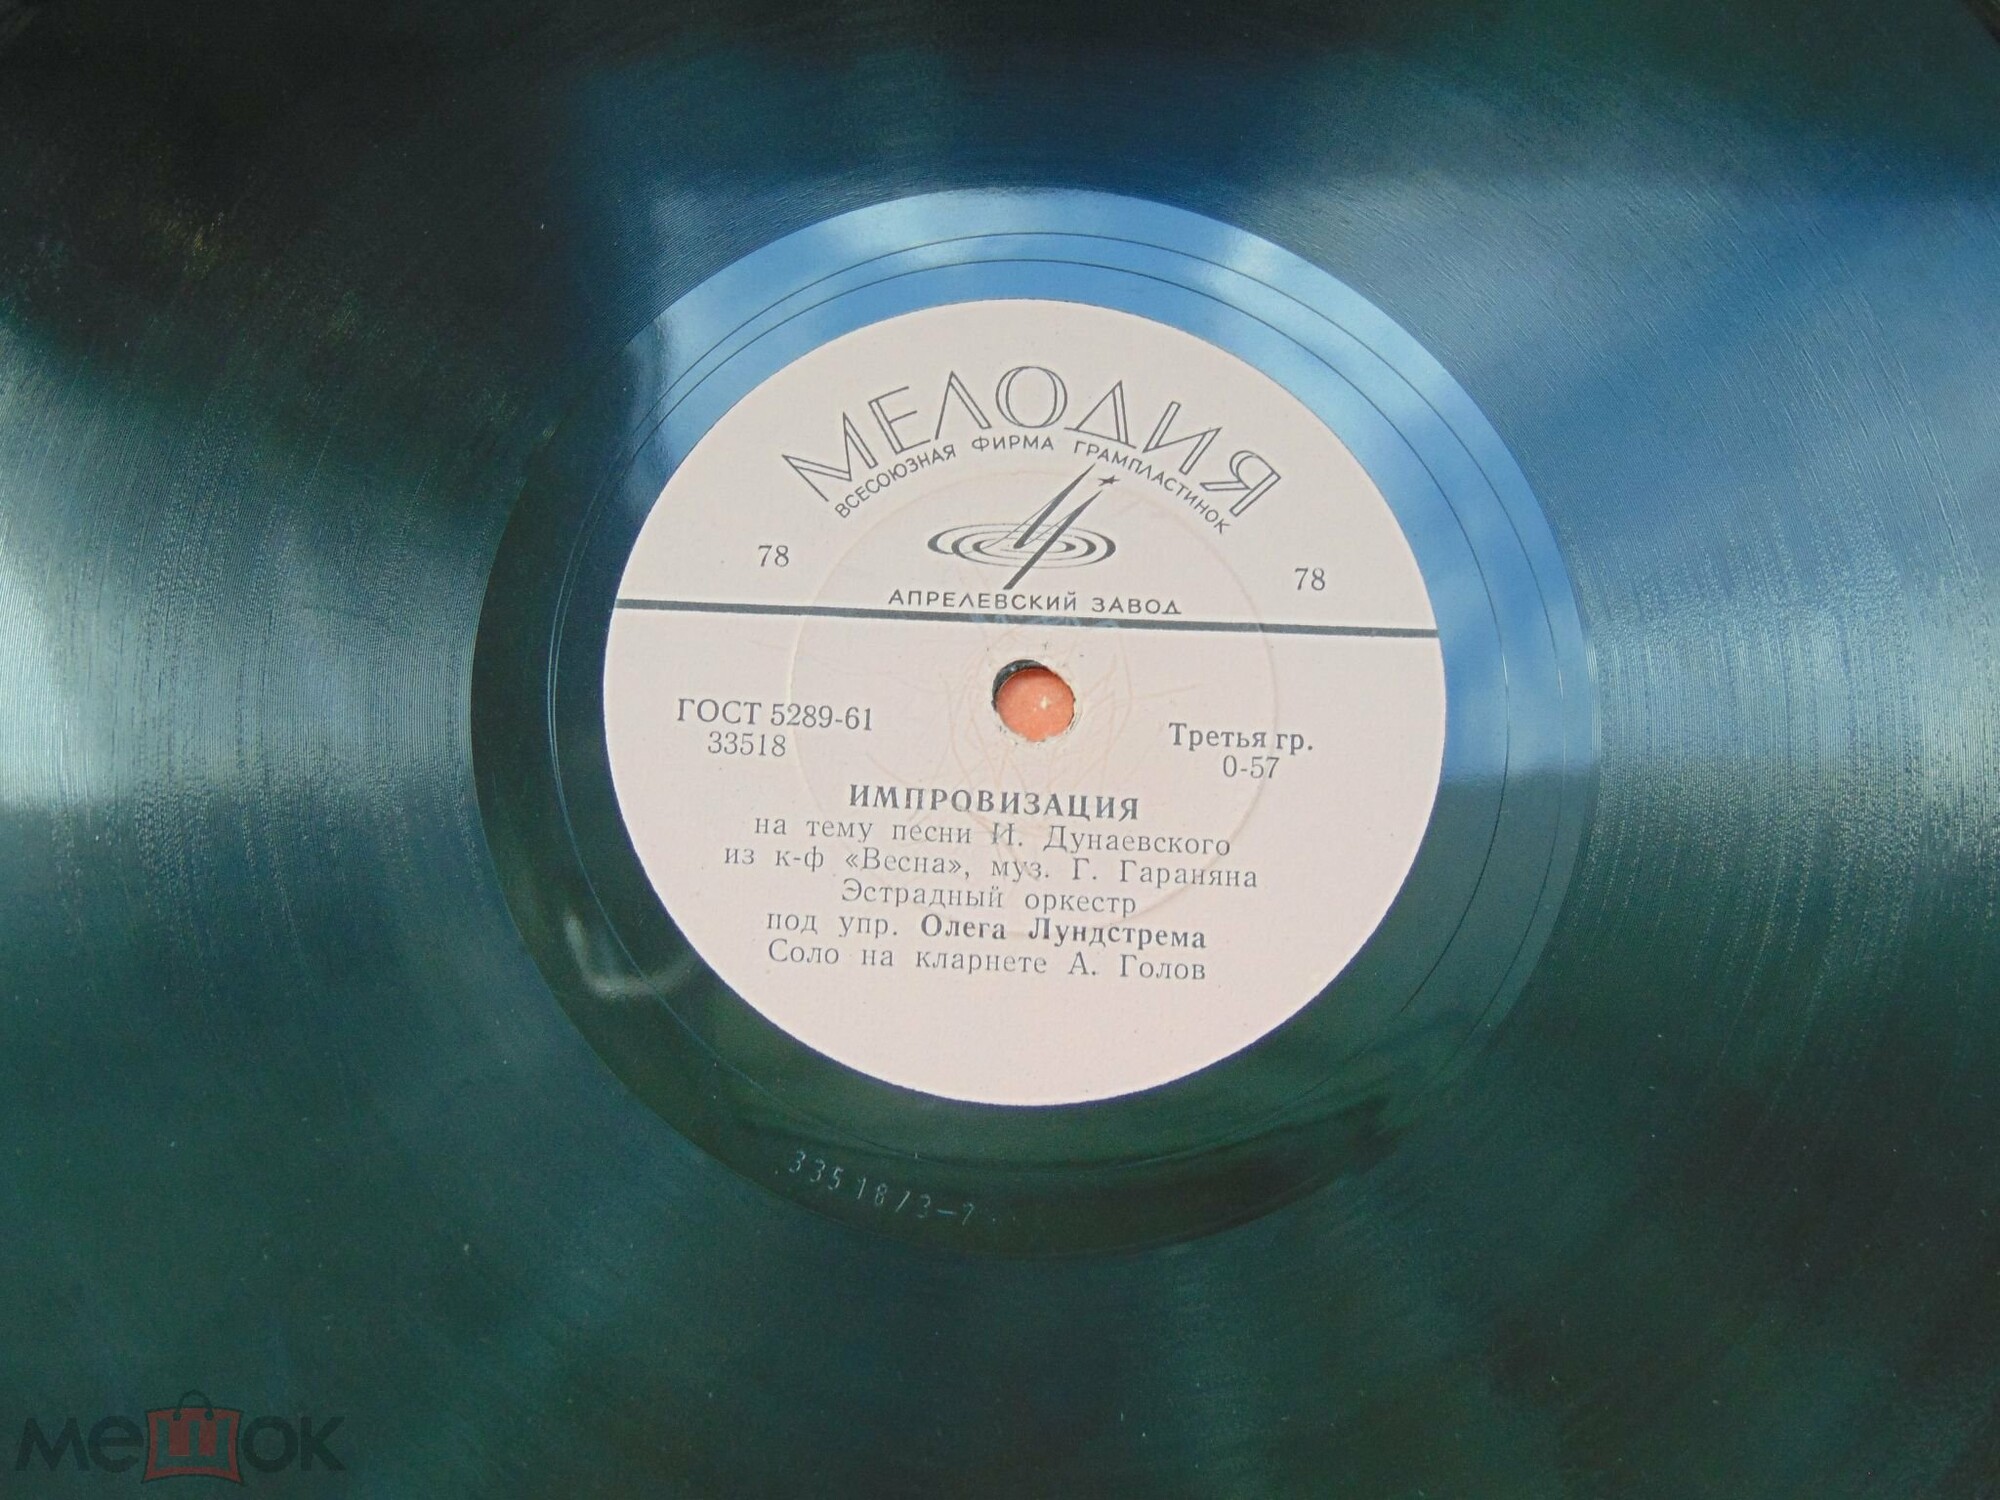 МЕЛОДИЯ
ВСЕСОЮЗНАЯ ФИРМА ГРАМПЛАСТИНОК
78
78
АПРЕЛЕВСКИЙ ЗАВОД
ГОСТ 5289-61
33518
Третья гр.
0-57
ИМПРОВИЗАЦИЯ
на тему песни И. Дунаевского
из к-ф «Весна», муз. Г. Гараняна
Эстрадный оркестр
под упр. Олега Лундстрема
Соло на кларнете А. Голов
33518/3-7
мешок